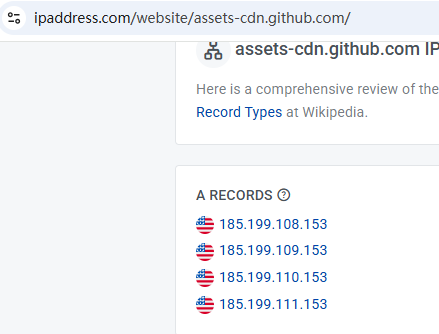 ipaddress.com/website/assets-cdn.github.com/
assets-cdn.github.com IP
Here is a comprehensive review of the
Record Types at Wikipedia.
A RECORDS ?
185.199.108.153
185.199.109.153
185.199.110.153
185.199.111.153